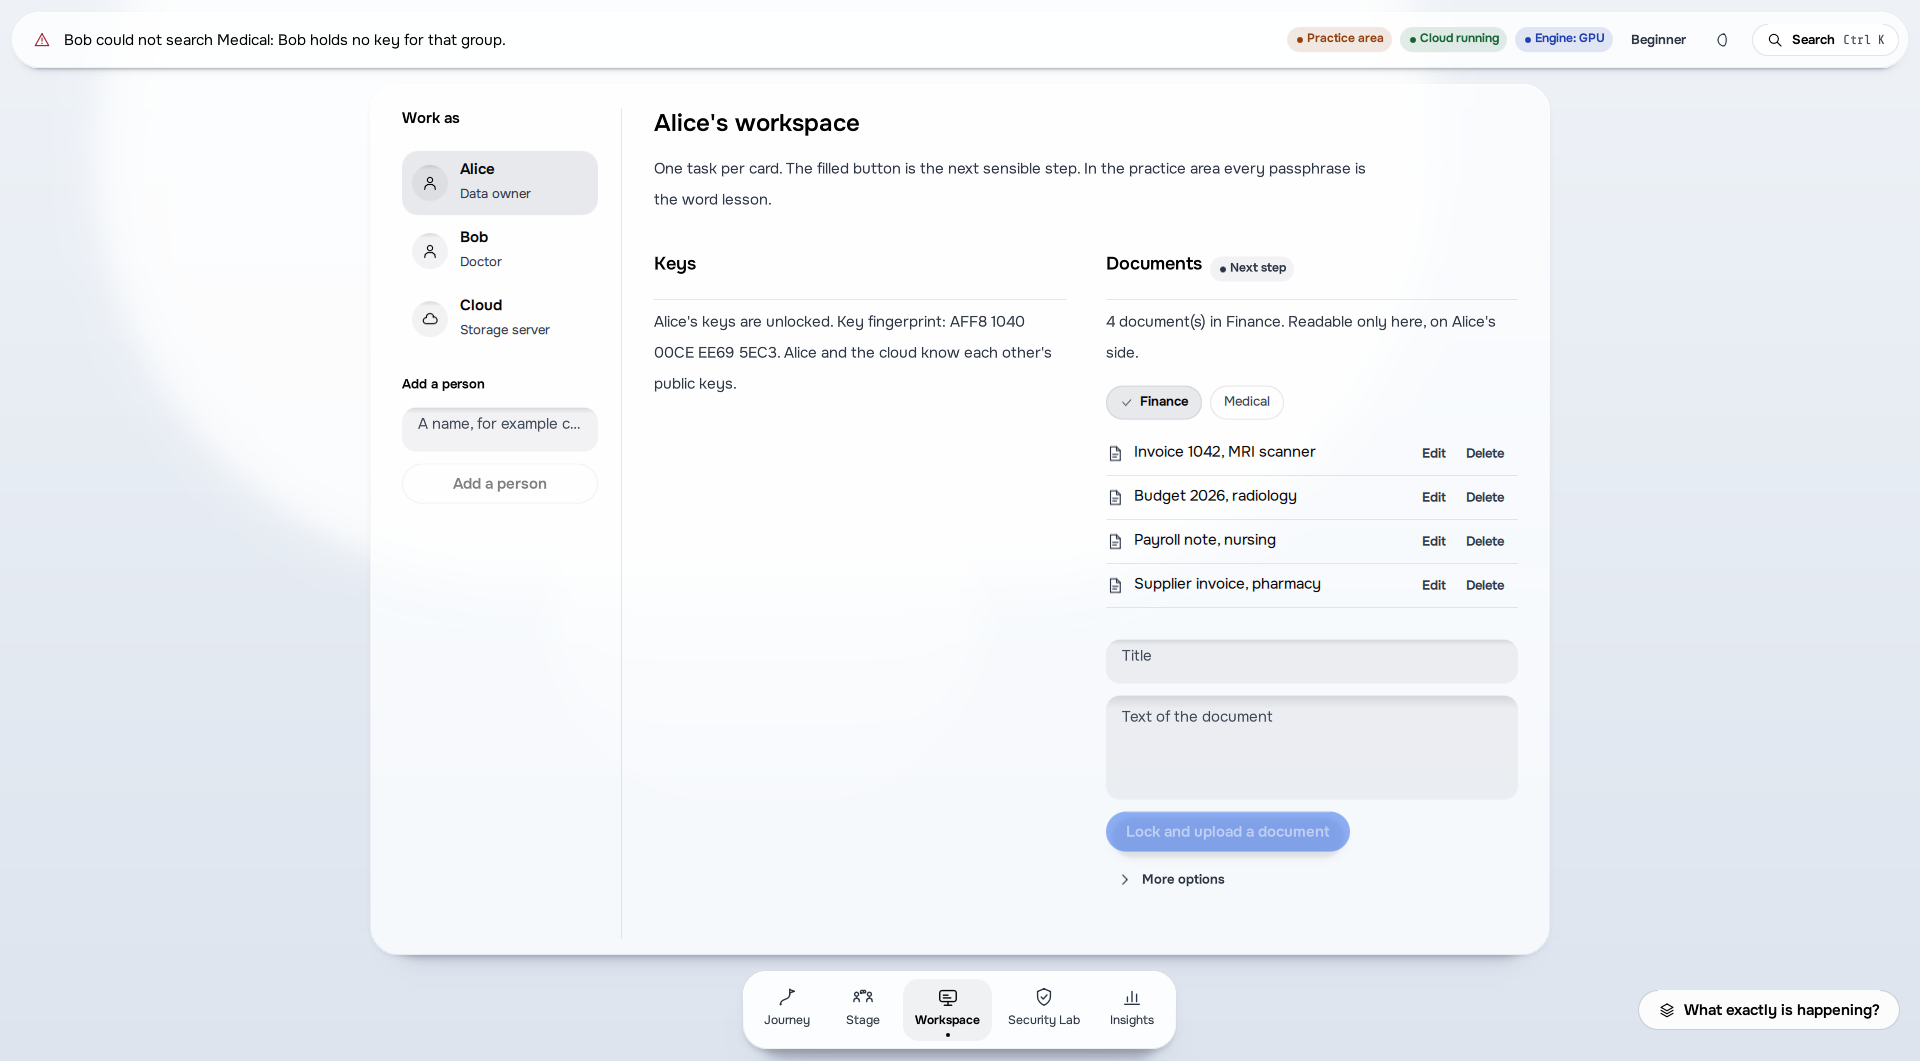 Bob could not search Medical: Bob holds no key for that group.
Practice area
Cloud running
Engine: GPU
Beginner
Search Ctrl K
Work as
Alice
Data owner
Bob
Doctor
Cloud
Storage server
Add a person
A name, for example c...
Add a person
Alice's workspace
One task per card. The filled button is the next sensible step. In the practice area every passphrase is
the word lesson.
Keys
Alice's keys are unlocked. Key fingerprint: AFF8 1040
00CE EE69 5EC3. Alice and the cloud know each other's
public keys.
Documents
Next step
4 document(s) in Finance. Readable only here, on Alice's
side.
Finance
Medical
Invoice 1042, MRI scanner Edit Delete
Budget 2026, radiology Edit Delete
Payroll note, nursing Edit Delete
Supplier invoice, pharmacy Edit Delete
Title
Text of the document
Lock and upload a document
More options
Journey
Stage
Workspace
Security Lab
Insights
What exactly is happening?